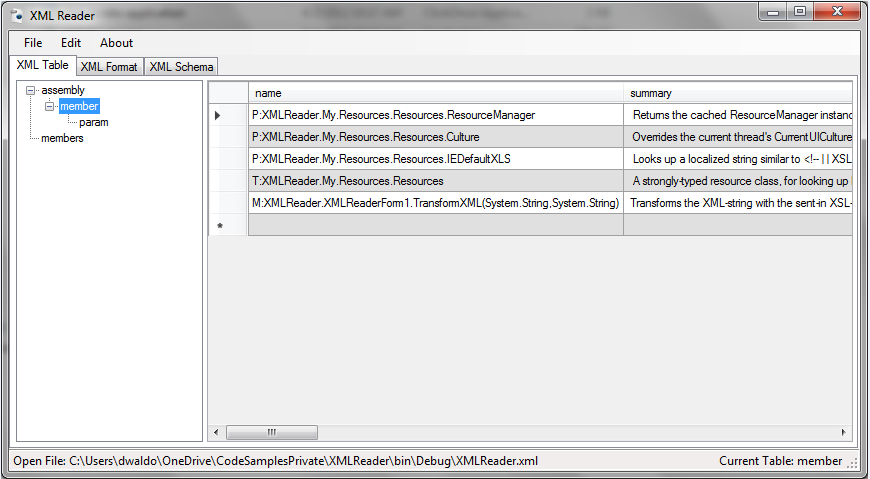 XML Reader
File Edit About
XML Table XML Format XML Schema
assembly
member
param
members
name summary
P:XMLReader.My.Resources.Resources.ResourceManager Returns the cached ResourceManager instanc
P:XMLReader.My.Resources.Resources.Culture Overrides the current thread's CurrentUICulture
P:XMLReader.My.Resources.Resources.IEDefaultXLS Looks up a localized string similar to <!-- | | XSL
T:XMLReader.My.Resources.Resources A strongly-typed resource class, for looking up
M:XMLReader.XMLReaderForm1.TransformXML(System.String,System.String) Transforms the XML-string with the sent-in XSL-
*
Open File: C:\Users\dwaldo\OneDrive\CodeSamplesPrivate\XMLReader\bin\Debug\XMLReader.xml Current Table: member